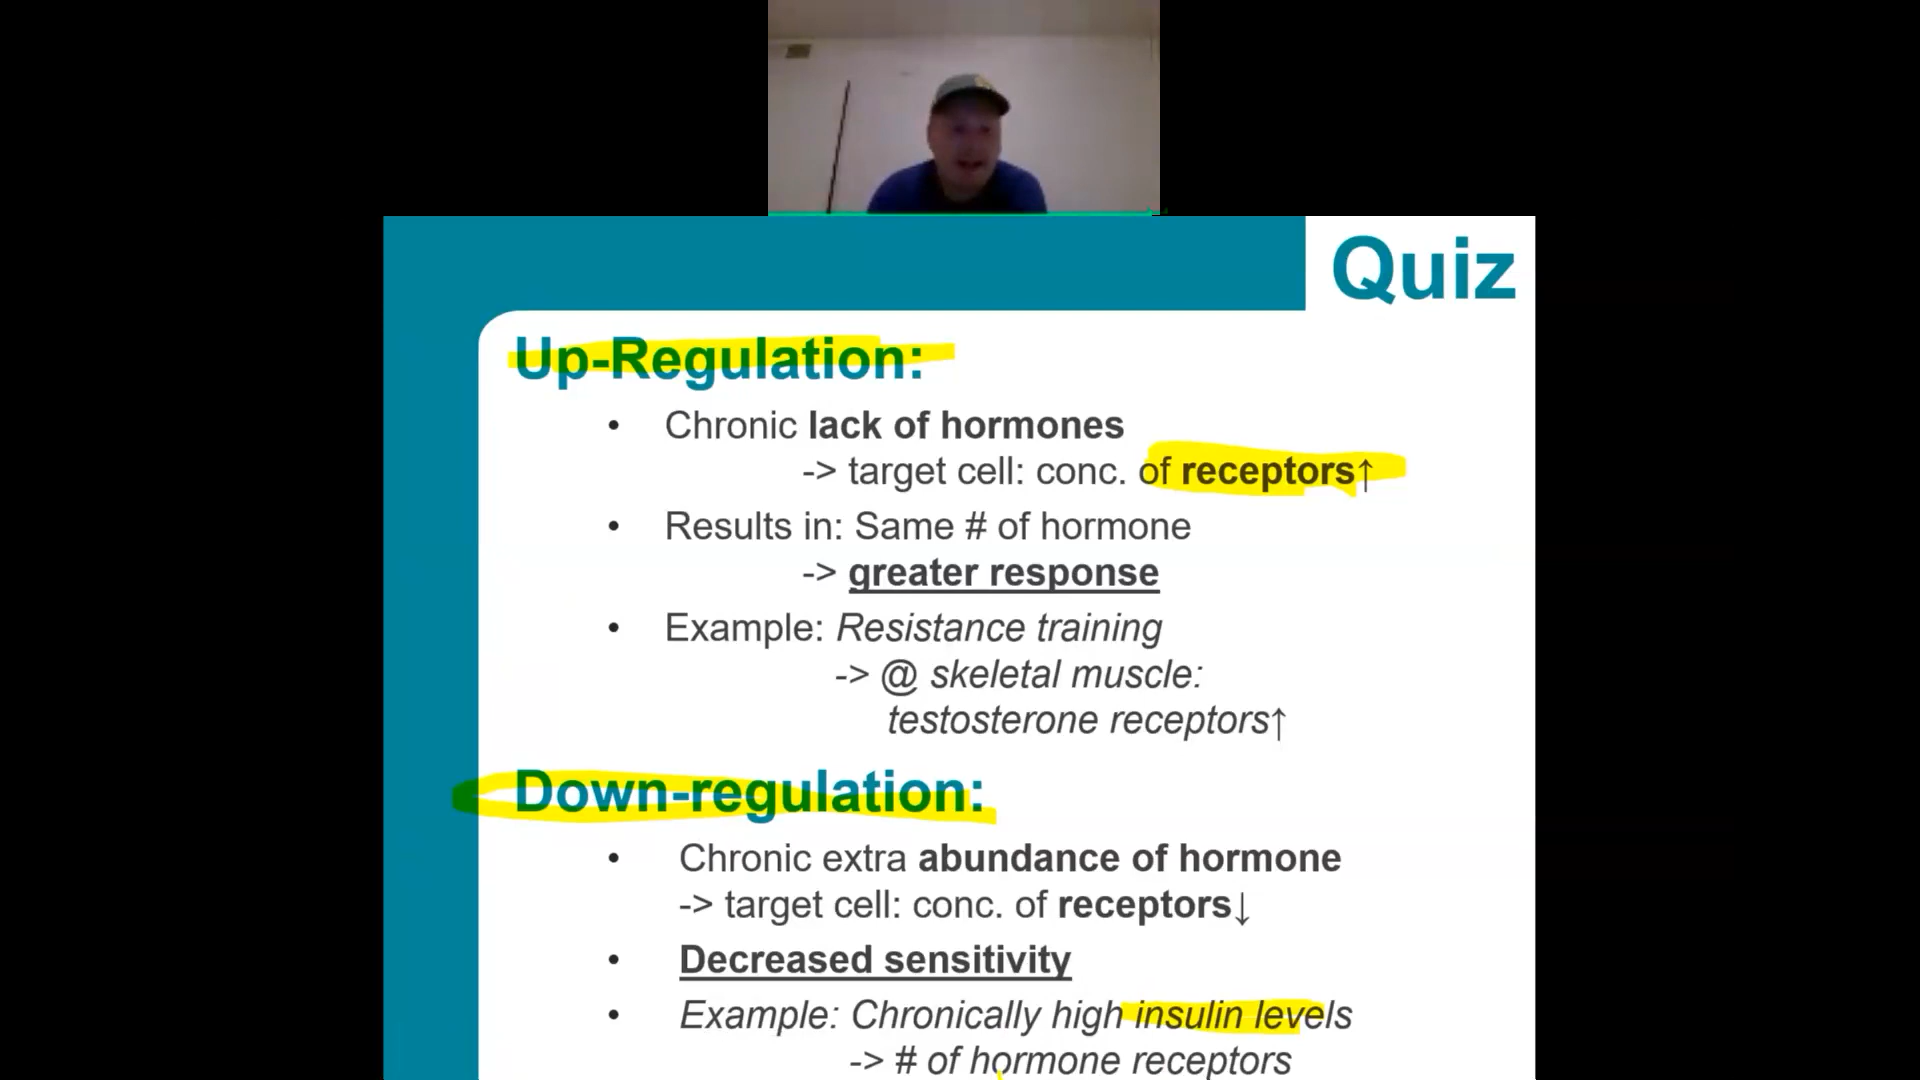 Quiz
Up-Regulation:
• Chronic lack of hormones
-> target cell: conc. of receptors↑
• Results in: Same # of hormone
-> greater response
• Example: Resistance training
-> @ skeletal muscle:
testosterone receptors↑
Down-regulation:
• Chronic extra abundance of hormone
-> target cell: conc. of receptors↓
• Decreased sensitivity
• Example: Chronically high insulin levels
-> # of hormone receptors